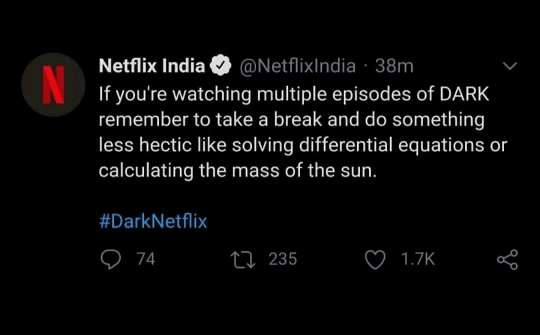 N
Netflix India @NetflixIndia · 38m
If you're watching multiple episodes of DARK
remember to take a break and do something
less hectic like solving differential equations or
calculating the mass of the sun.
#DarkNetflix
74 235 1.7K